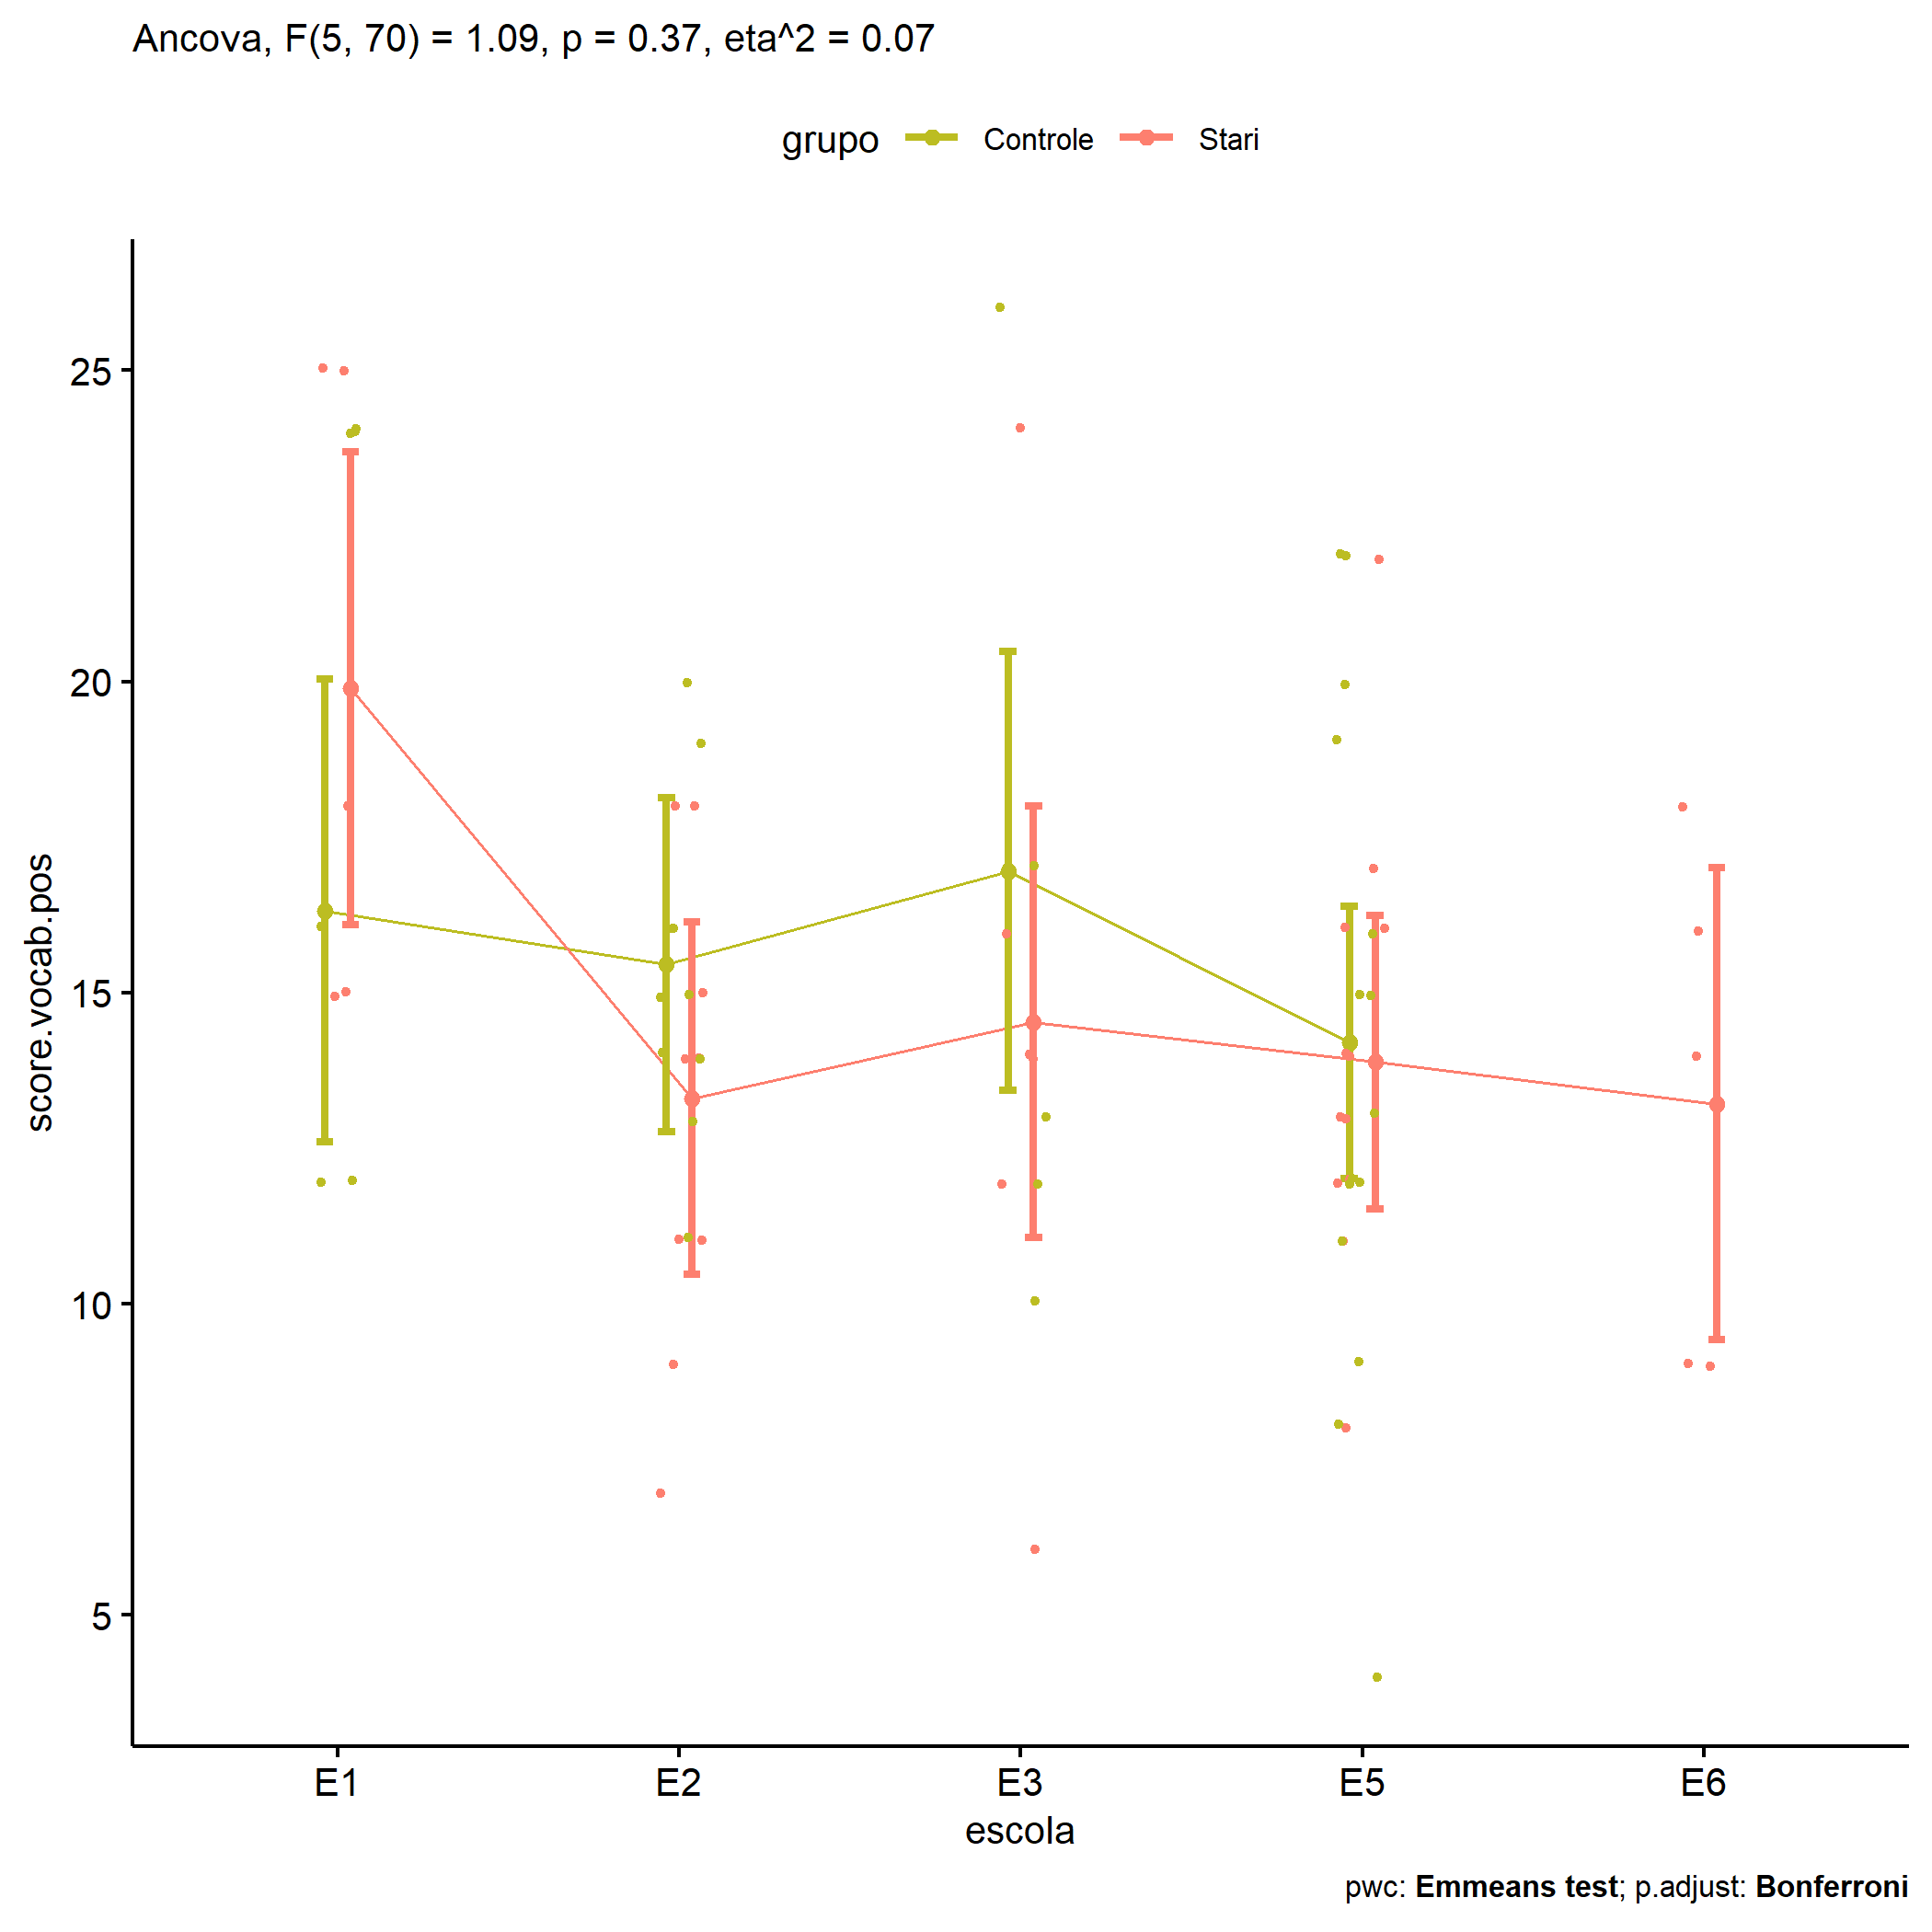 Ancova, F(5, 70) = 1.09, p = 0.37, eta^2 = 0.07
grupo Controle Stari
score.vocab.pos
25
20
15
10
5
E1 E2 E3 E5 E6
escola
pwc: Emmeans test; p.adjust: Bonferroni